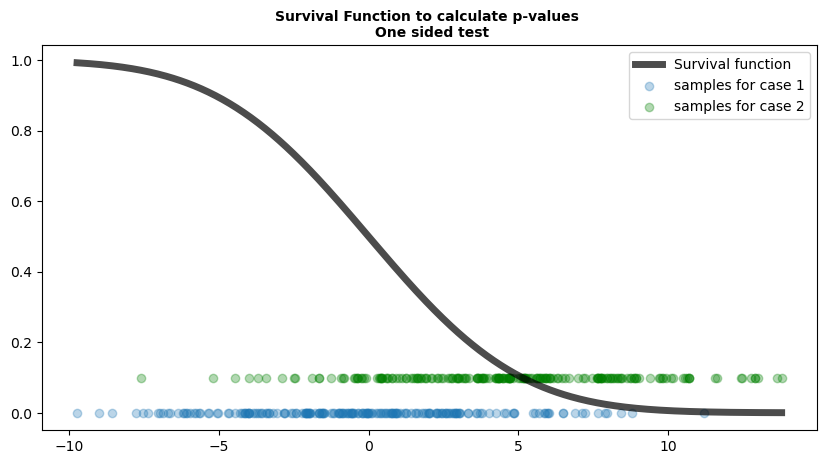 Survival Function to calculate p-values
One sided test
Survival function
samples for case 1
samples for case 2
1.0
0.8
0.6
0.4
0.2
0.0
−10
−5
0
5
10